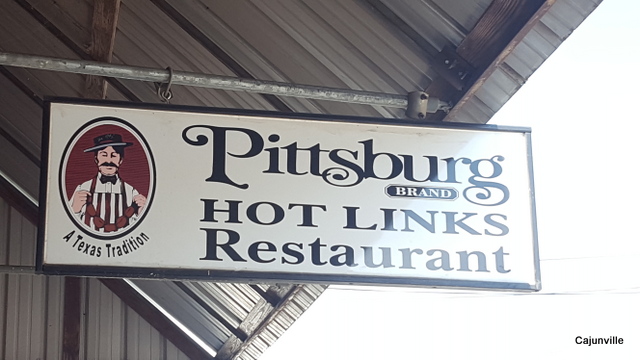 Pittsburg
BRAND
HOT LINKS
Restaurant
A Texas Tradition
Cajunville